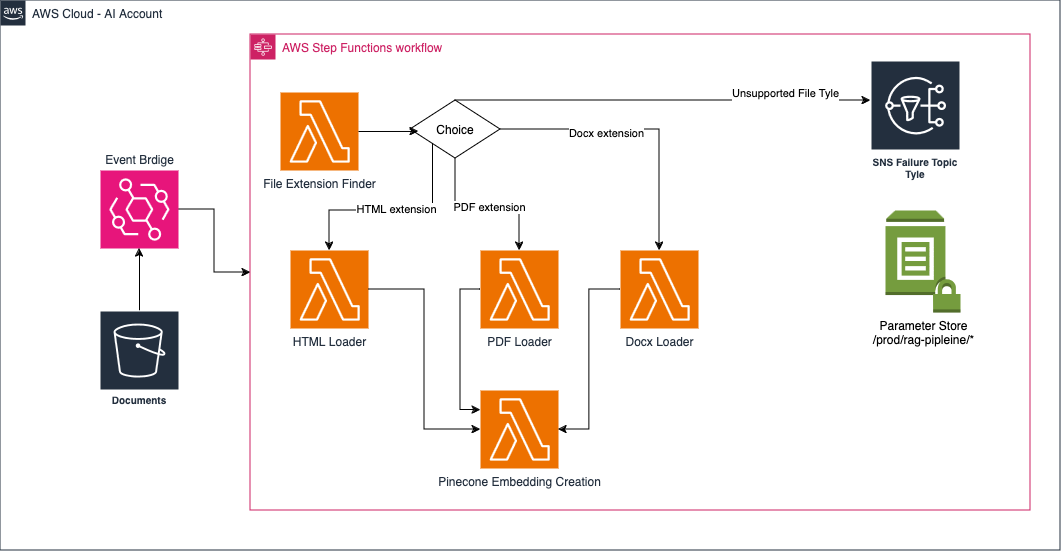 aws
AWS Cloud - AI Account
AWS Step Functions workflow
Unsupported File Tyle
Choice
Docx extension
SNS Failure Topic
Tyle
Event Brdige
File Extension Finder
HTML extension
PDF extension
Parameter Store
/prod/rag-pipleine/*
HTML Loader
PDF Loader
Docx Loader
Documents
Pinecone Embedding Creation